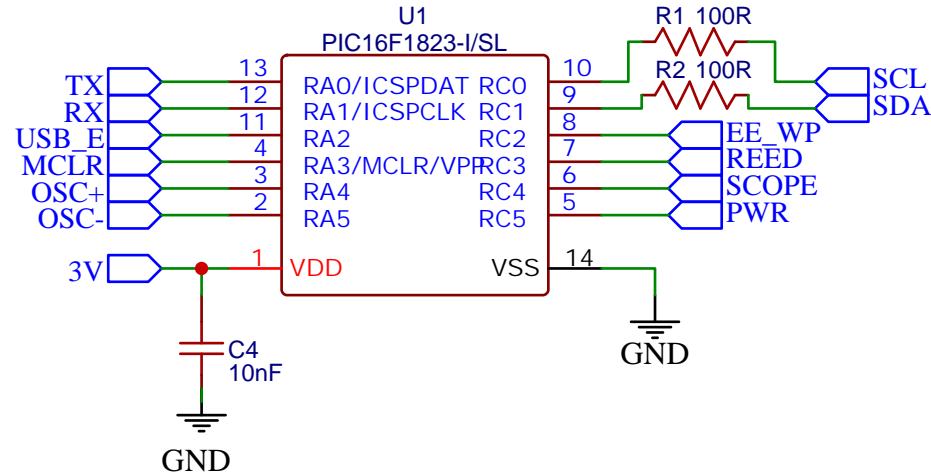 U1
PIC16F1823-I/SL
R1 100R
R2 100R
TX 13 RA0/ICSPDAT RC0 10 SCL
RX 12 RA1/ICSPCLK RC1 9 SDA
USB_E 11 RA2 RC2 8 EE_WP
MCLR 4 RA3/MCLR/VPP RC3 7 REED
OSC+ 3 RA4 RC4 6 SCOPE
OSC- 2 RA5 RC5 5 PWR
3V 1 VDD VSS 14
C4
10nF
GND
GND